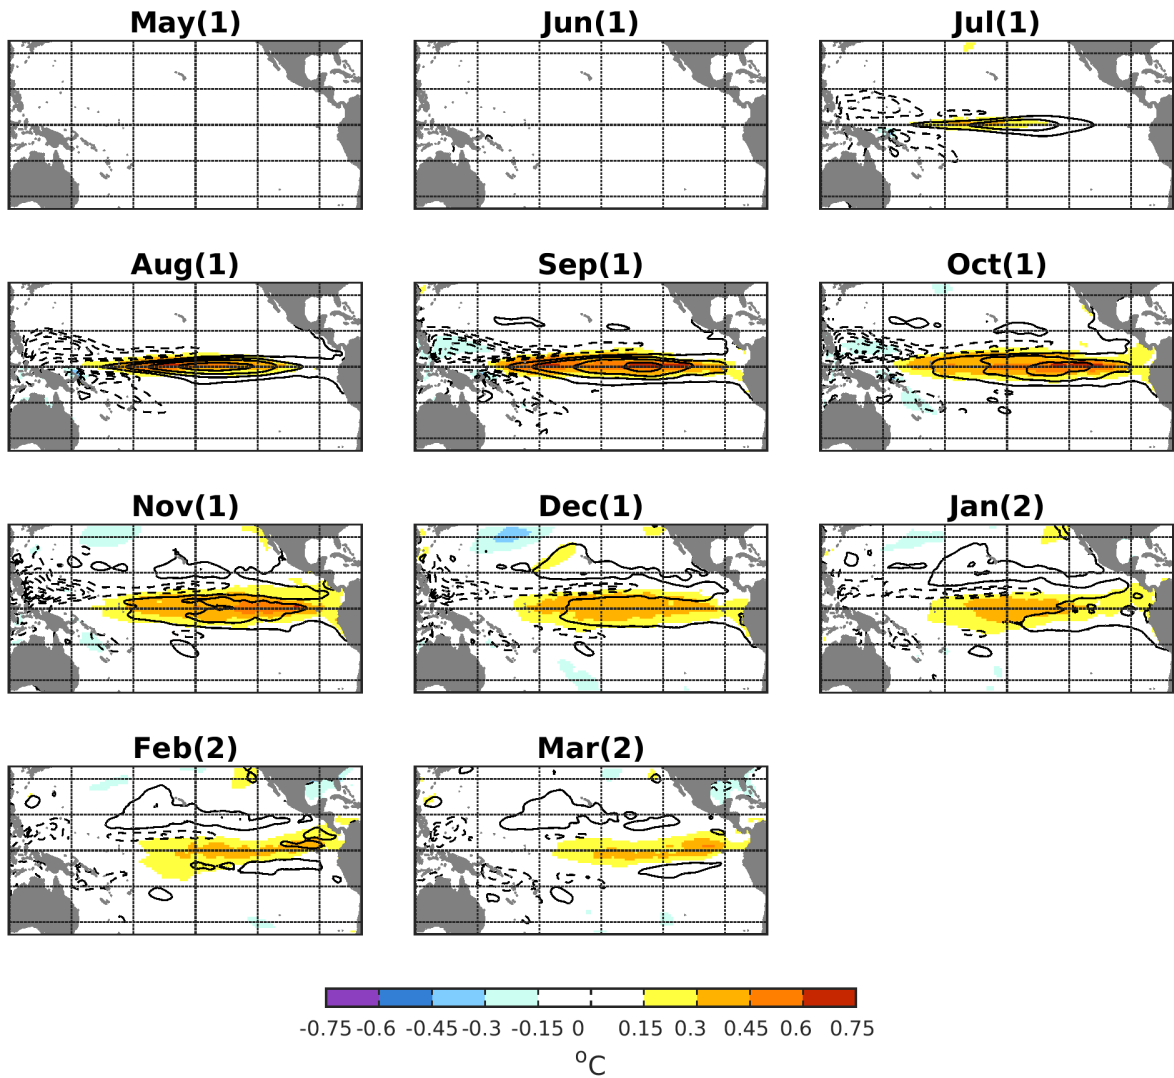 May(1) Jun(1) Jul(1)
Aug(1) Sep(1) Oct(1)
Nov(1) Dec(1) Jan(2)
Feb(2) Mar(2)
-0.75 -0.6 -0.45 -0.3 -0.15 0 0.15 0.3 0.45 0.6 0.75
°C